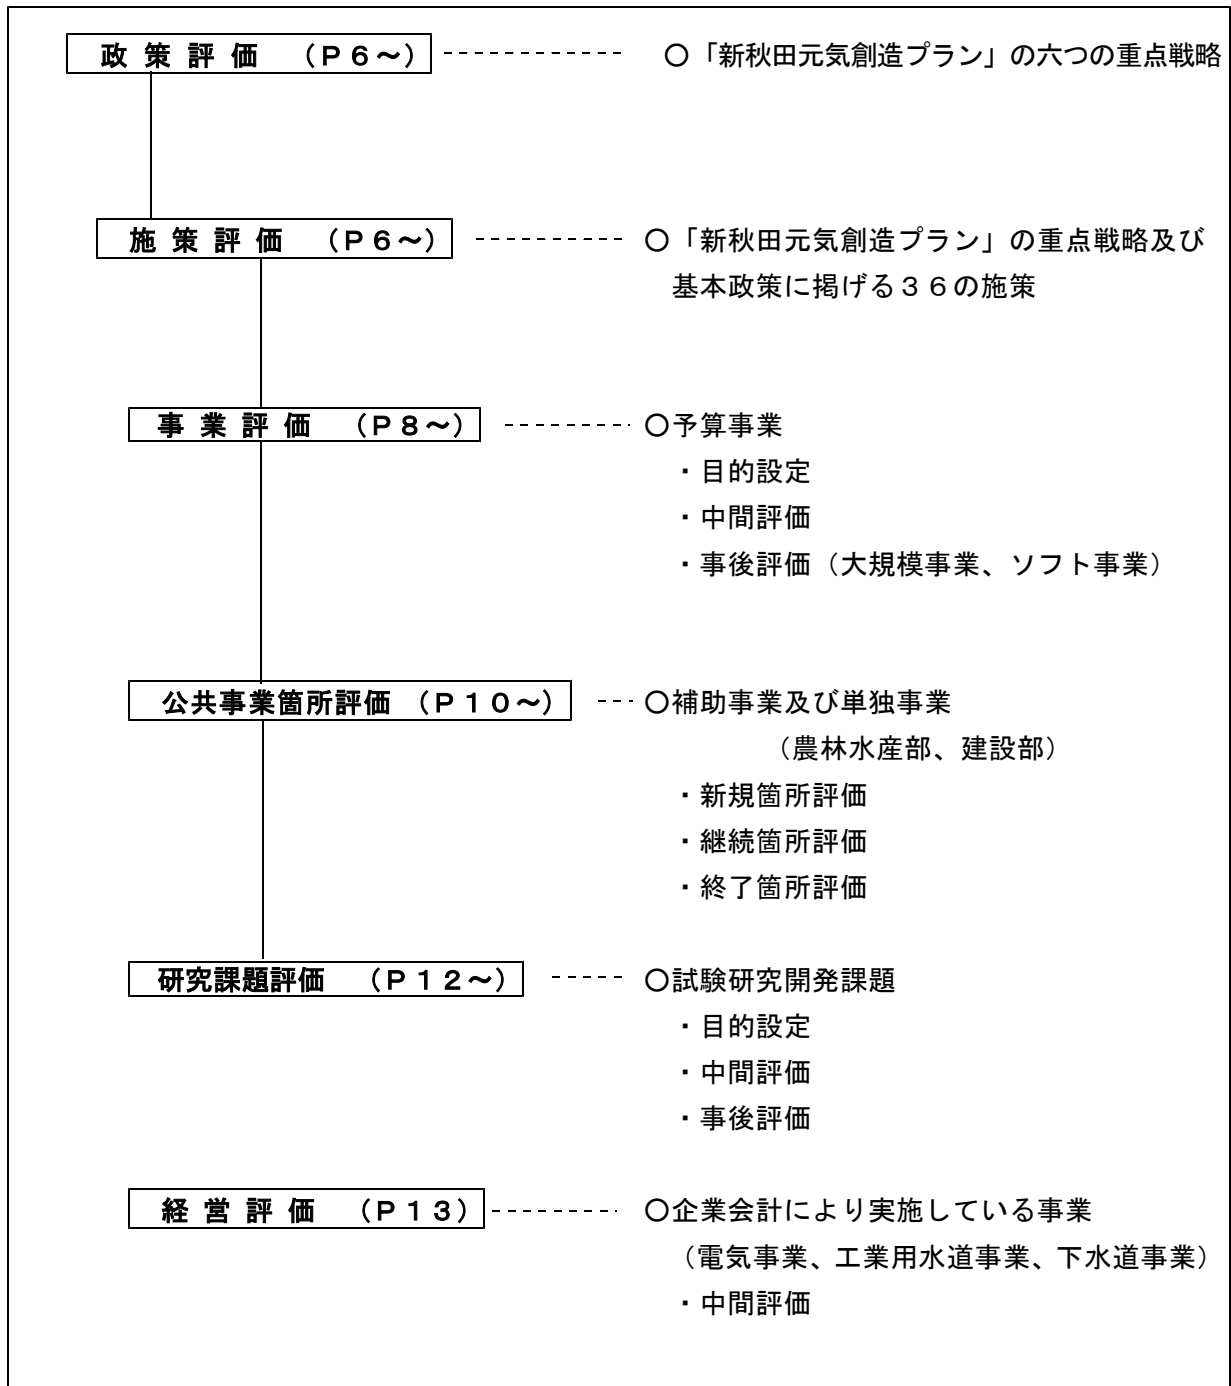 政 策 評 価 （Ｐ６～） ○「新秋田元気創造プラン」の六つの重点戦略
施 策 評 価 （Ｐ６～） ○「新秋田元気創造プラン」の重点戦略及び
基本政策に掲げる３６の施策
事 業 評 価 （Ｐ８～） ○予算事業
・目的設定
・中間評価
・事後評価（大規模事業、ソフト事業）
公共事業箇所評価 （Ｐ１０～） ○補助事業及び単独事業
（農林水産部、建設部）
・新規箇所評価
・継続箇所評価
・終了箇所評価
研究課題評価 （Ｐ１２～） ○試験研究開発課題
・目的設定
・中間評価
・事後評価
経 営 評 価 （Ｐ１３） ○企業会計により実施している事業
（電気事業、工業用水道事業、下水道事業）
・中間評価